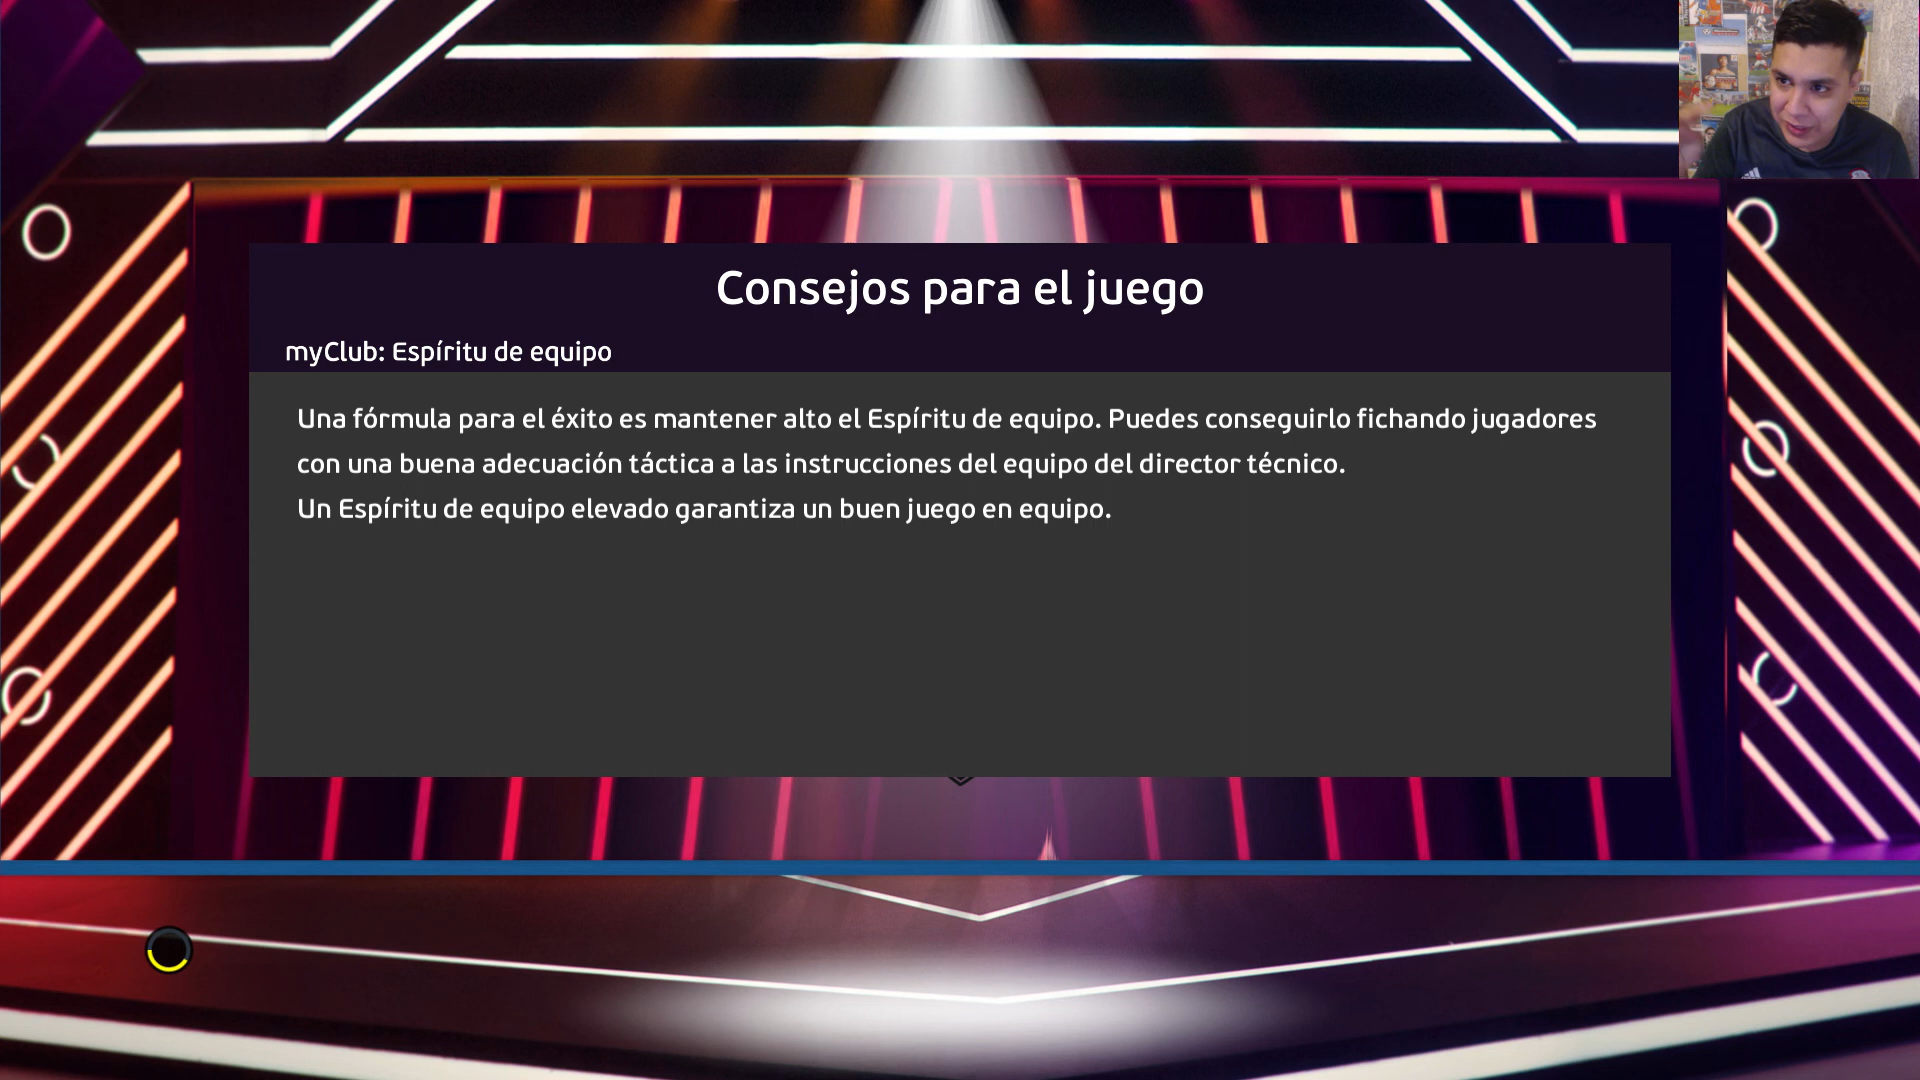 Consejos para el juego
myClub: Espíritu de equipo
Una fórmula para el éxito es mantener alto el Espíritu de equipo. Puedes conseguirlo fichando jugadores
con una buena adecuación táctica a las instrucciones del equipo del director técnico.
Un Espíritu de equipo elevado garantiza un buen juego en equipo.